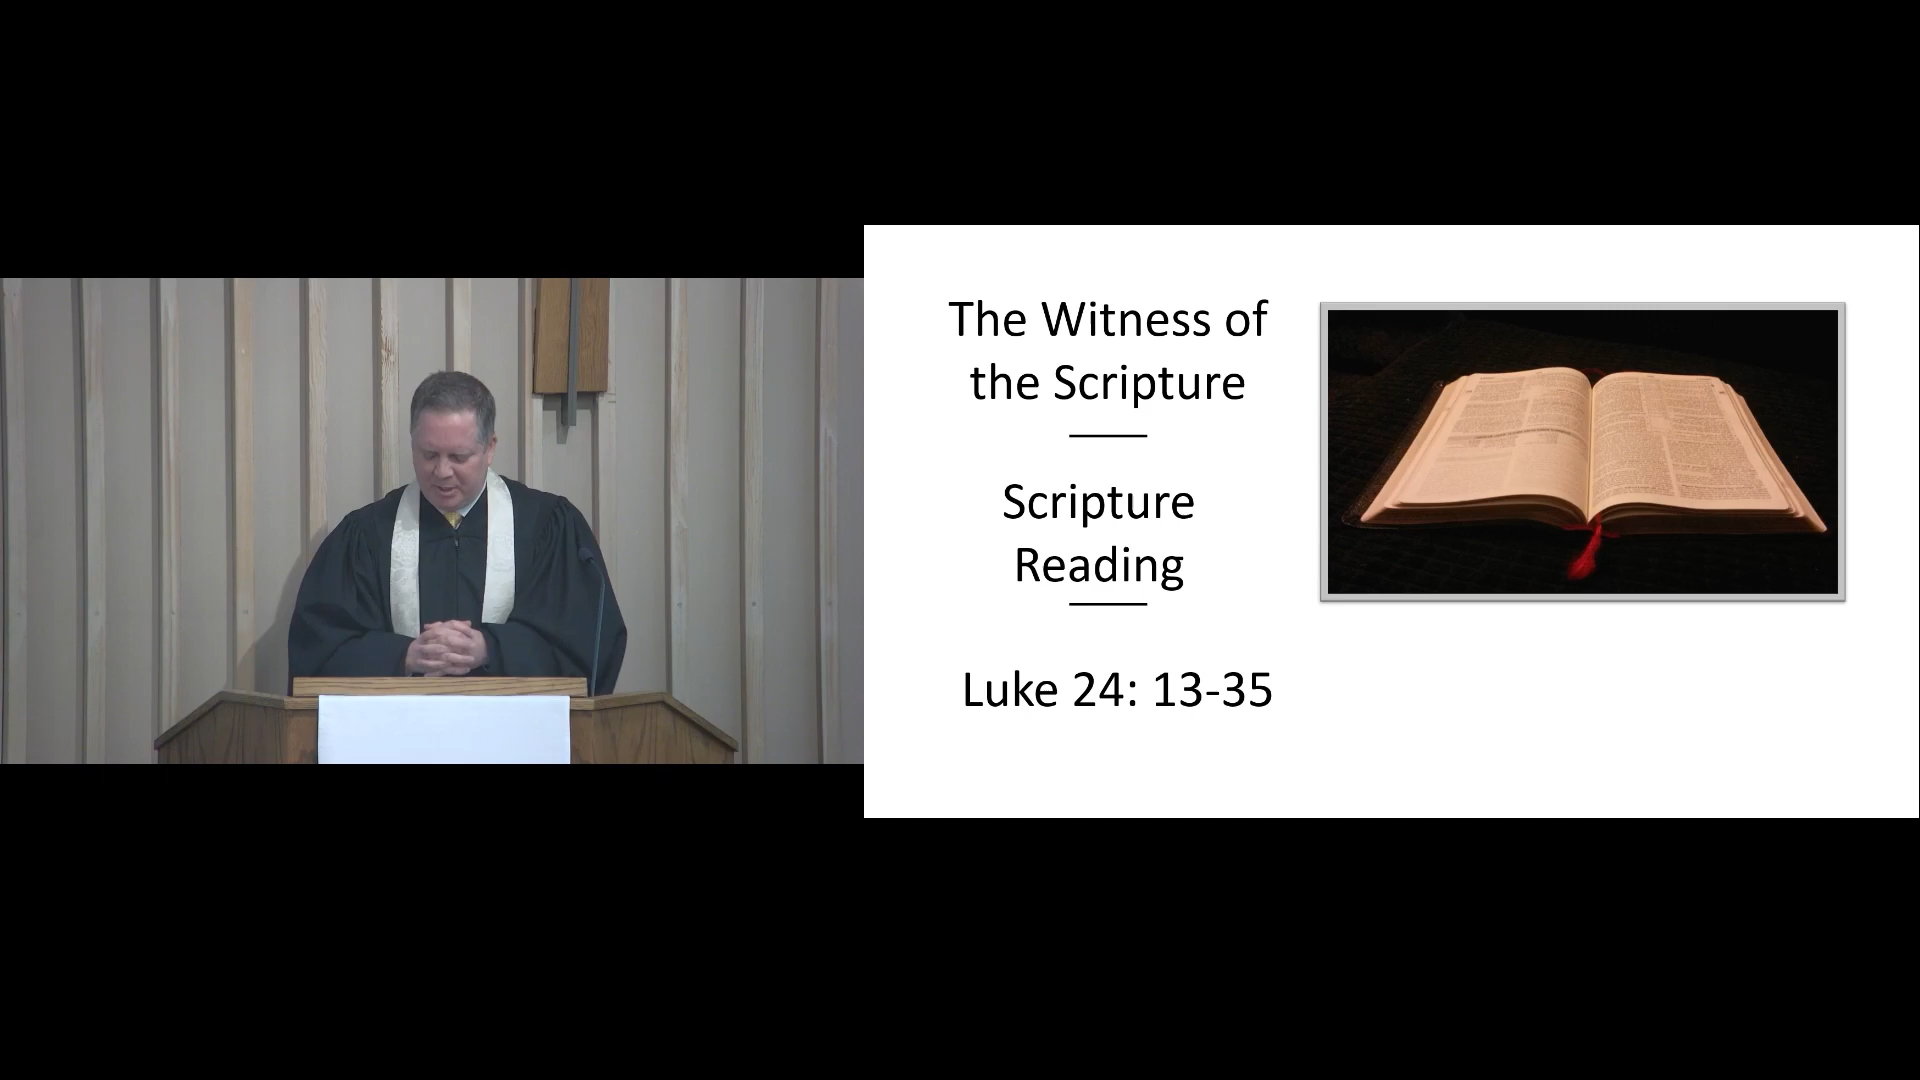 The Witness of
the Scripture
Scripture
Reading
Luke 24: 13-35